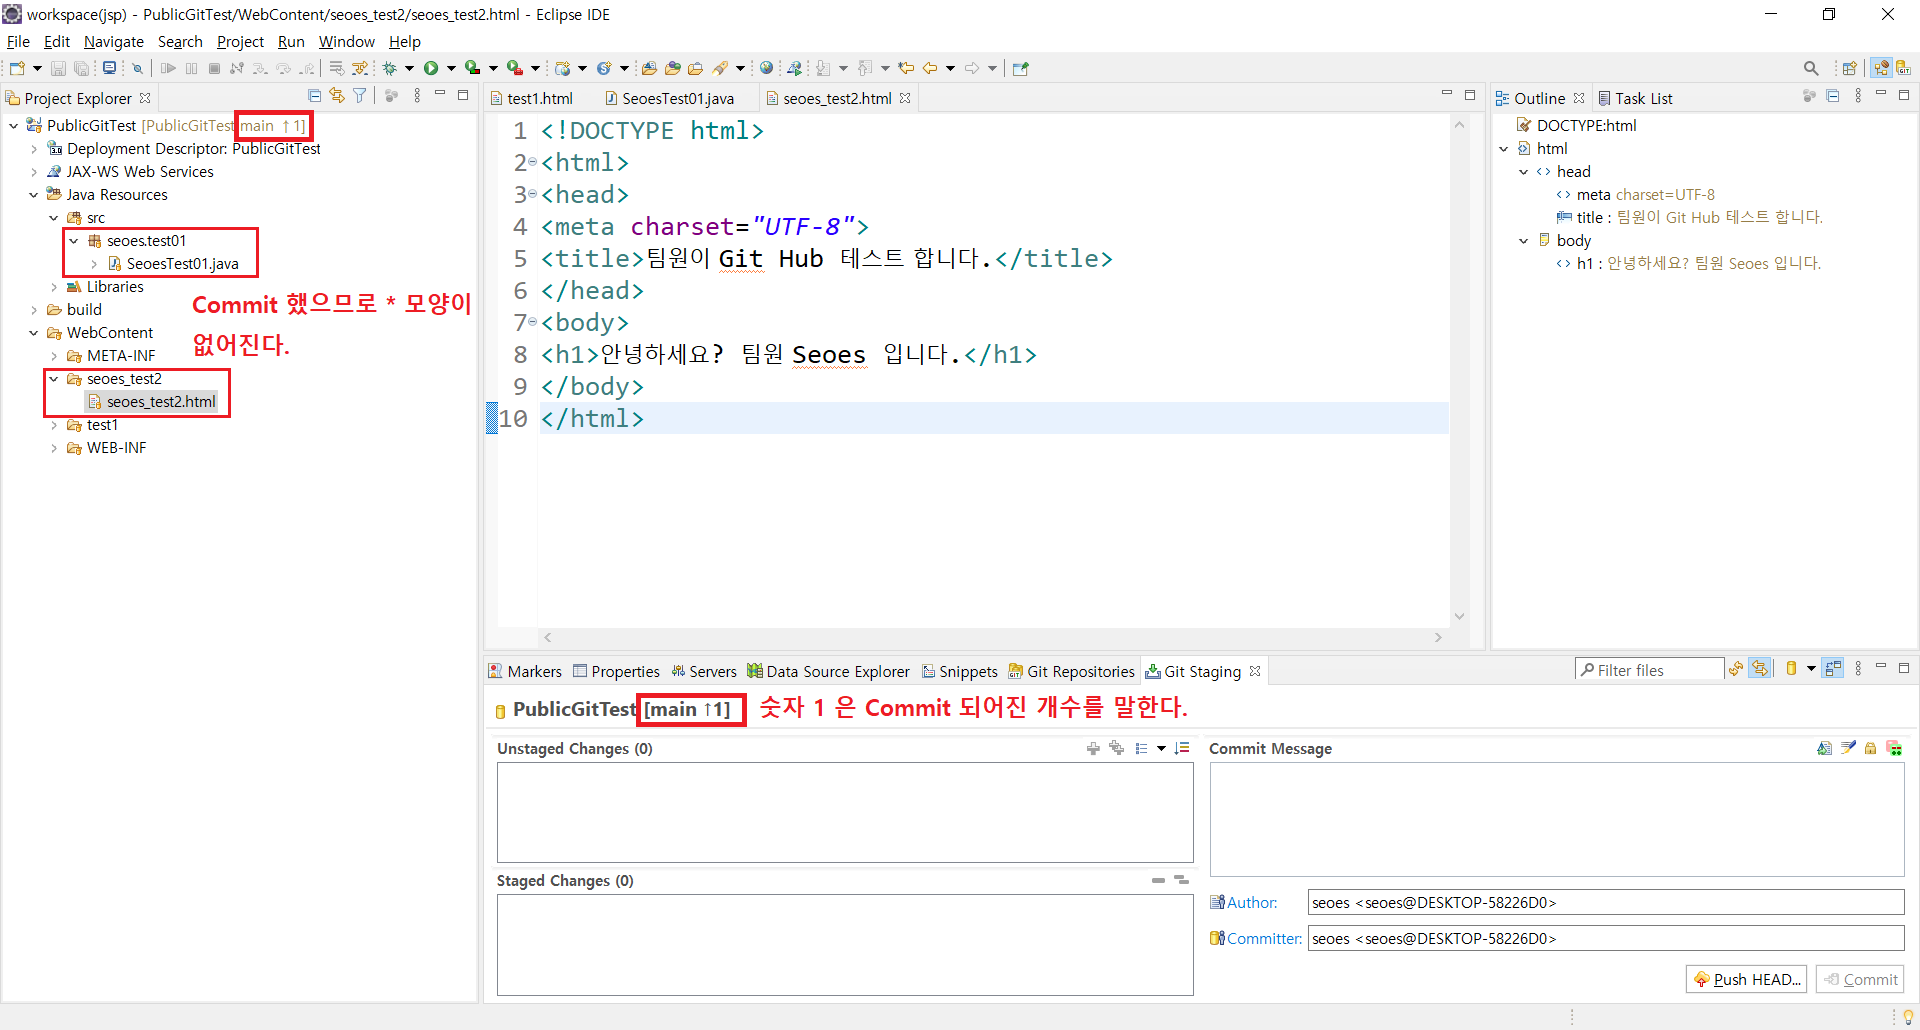 workspace(jsp) - PublicGitTest/WebContent/seoes_test2/seoes_test2.html - Eclipse IDE
File Edit Navigate Search Project Run Window Help
Project Explorer
PublicGitTest [PublicGitTest main ↑1]
Deployment Descriptor: PublicGitTest
JAX-WS Web Services
Java Resources
src
seoes.test01
SeoesTest01.java
Libraries
build
WebContent
META-INF
seoes_test2
seoes_test2.html
test1
WEB-INF
Commit 했으므로 * 모양이
없어진다.
test1.html SeoesTest01.java seoes_test2.html
1 <!DOCTYPE html>
2 <html>
3 <head>
4 <meta charset="UTF-8">
5 <title>팀원이 Git Hub 테스트 합니다.</title>
6 </head>
7 <body>
8 <h1>안녕하세요? 팀원 Seoes 입니다.</h1>
9 </body>
10 </html>
Outline Task List
DOCTYPE:html
html
head
meta charset=UTF-8
title : 팀원이 Git Hub 테스트 합니다.
body
h1 : 안녕하세요? 팀원 Seoes 입니다.
Markers Properties Servers Data Source Explorer Snippets Git Repositories Git Staging
Filter files
PublicGitTest [main ↑1] 숫자 1 은 Commit 되어진 개수를 말한다.
Unstaged Changes (0)
Staged Changes (0)
Commit Message
Author: seoes <seoes@DESKTOP-58226D0>
Committer: seoes <seoes@DESKTOP-58226D0>
Push HEAD... Commit